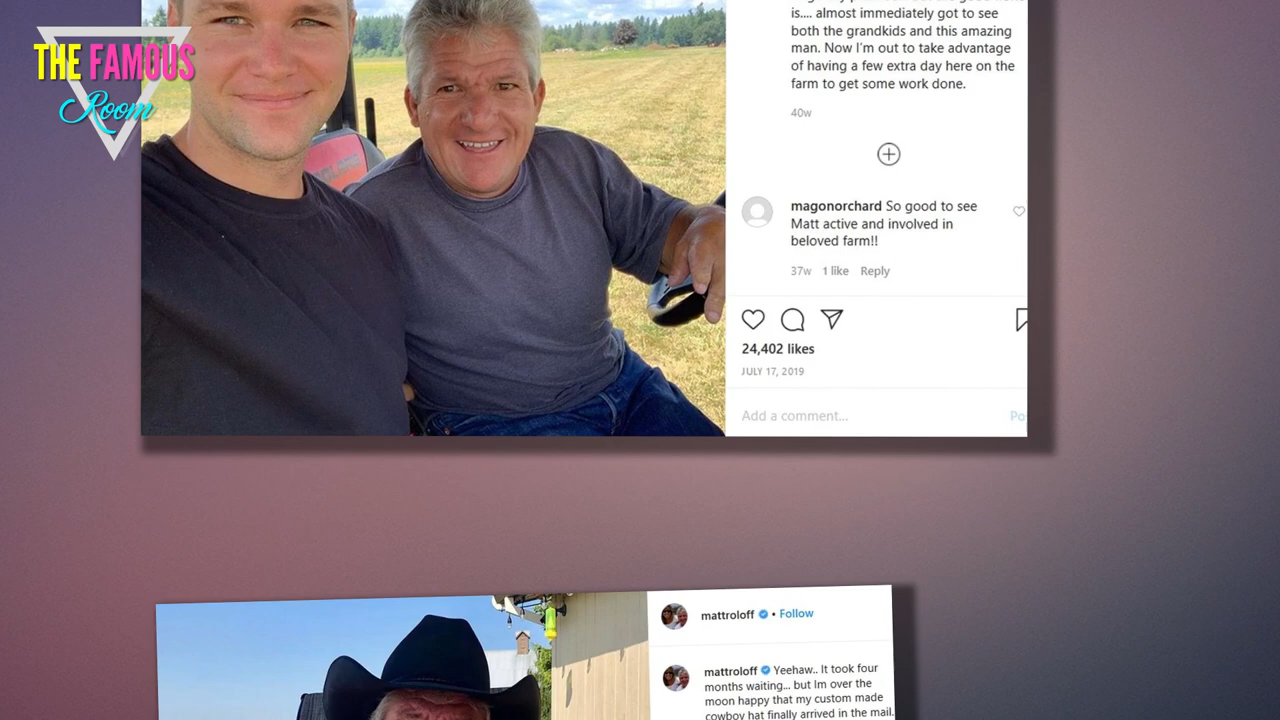 THE FAMOUS
Room
is.... almost immediately got to see
both the grandkids and this amazing
man. Now I'm out to take advantage
of having a few extra day here on the
farm to get some work done.
40w
magonorchard So good to see
Matt active and involved in
beloved farm!!
37w 1 like Reply
24,402 likes
JULY 17, 2019
Add a comment...
Po
mattroloff • Follow
mattroloff Yeehaw.. It took four
months waiting... but Im over the
moon happy that my custom made
cowboy hat finally arrived in the mail.